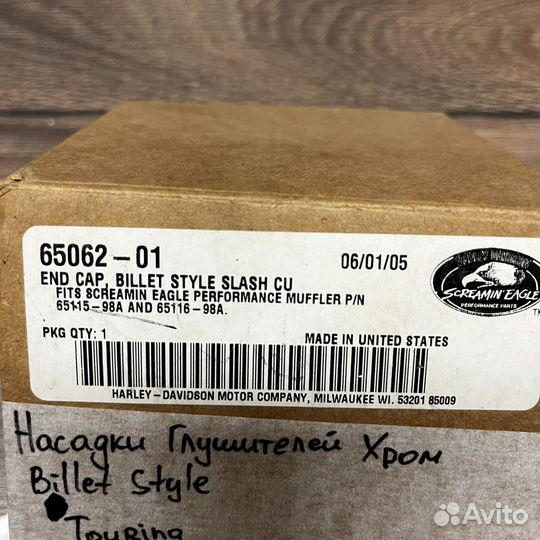 65062-01
06/01/05
END CAP, BILLET STYLE SLASH CU
FITS SCREAMIN EAGLE PERFORMANCE MUFFLER P/N
65115-98A AND 65116-98A.
HARLEY-DAVIDSON
SCREAMIN' EAGLE
PERFORMANCE PARTS
PKG QTY: 1
MADE IN UNITED STATES
HARLEY-DAVIDSON MOTOR COMPANY, MILWAUKEE WI. 53201 85009
Насадки Глушителей Хром
Billet Style
Touring
Avito